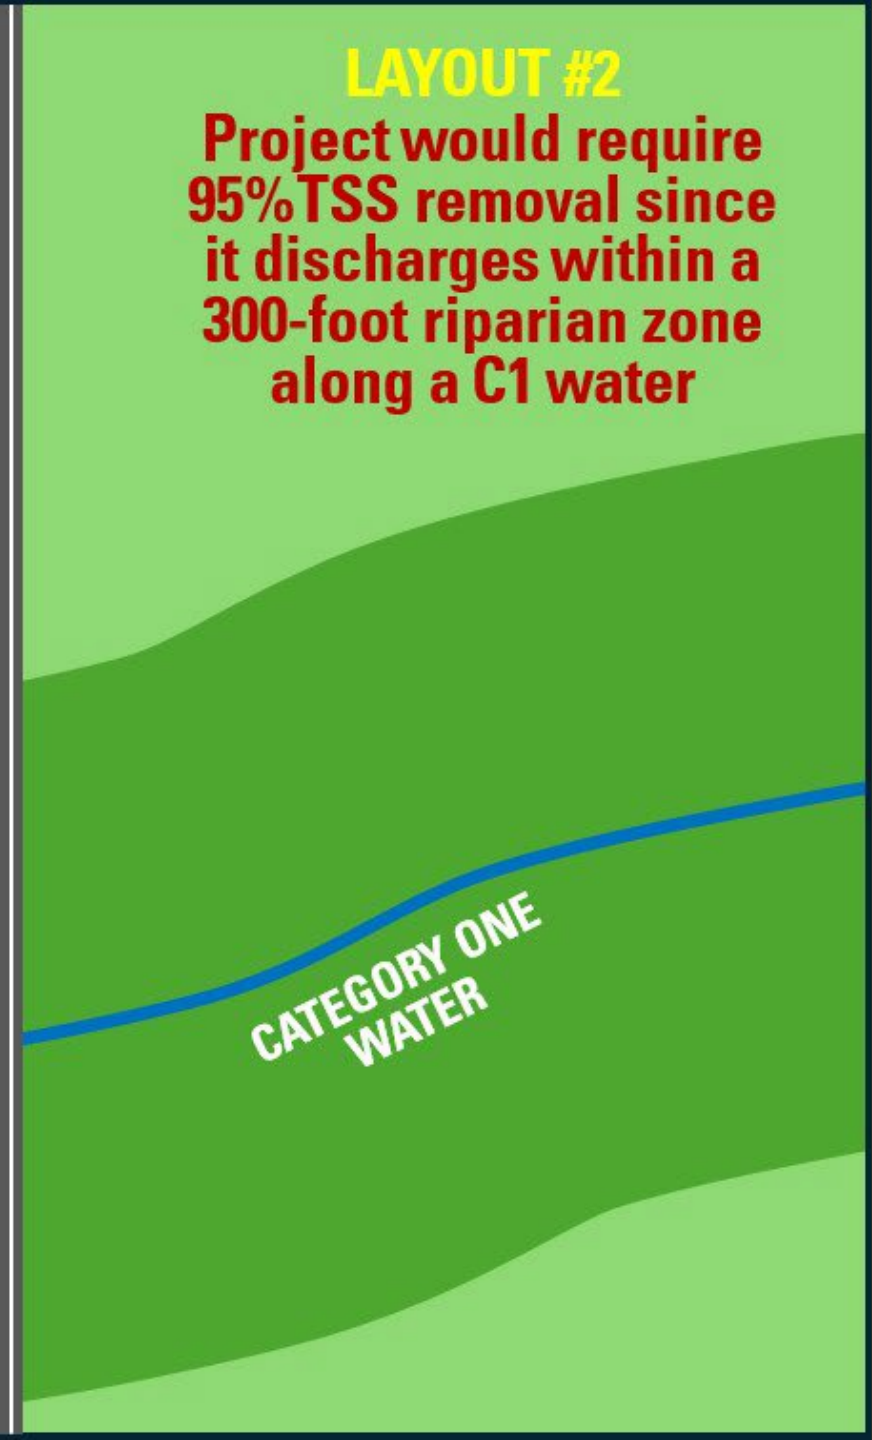 LAYOUT #2
Project would require
95% TSS removal since
it discharges within a
300-foot riparian zone
along a C1 water
CATEGORY ONE
WATER